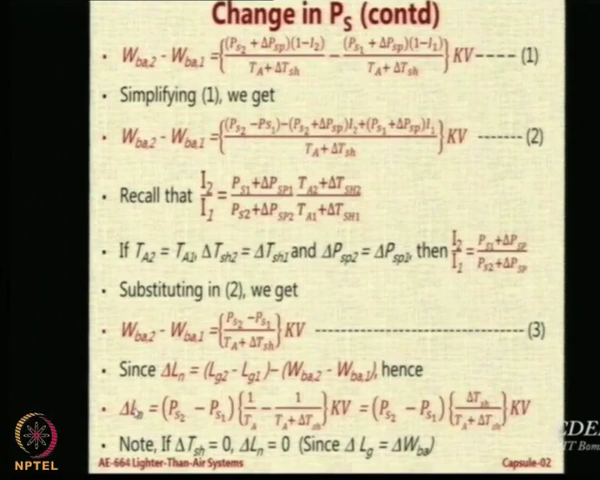 Change in P_S (contd)
• W_ba,2 - W_ba,1 = {(P_s2 + ΔP_sp)(1-I_2) / T_A + ΔT_sh − (P_s1 + ΔP_sp)(1-I_1) / T_A + ΔT_sh} KV ----- (1)
• Simplifying (1), we get
• W_ba,2 - W_ba,1 = {(P_s2 −Ps_1)−(P_s2+ΔP_sp)I_2+(P_s1+ΔP_sp)I_1 / T_A + ΔT_sh} KV ------- (2)
• Recall that I_2/I_1 = P_S1+ΔP_SP1 / P_S2+ΔP_SP2 T_A2+ΔT_SH2 / T_A1+ΔT_SH1
• If T_A2 = T_A1, ΔT_sh2 = ΔT_sh1 and ΔP_sp2 = ΔP_sp1, then I_2/I_1 = P_S1+ΔP_SP / P_S2+ΔP_SP
• Substituting in (2), we get
• W_ba,2 - W_ba,1 = {P_s2 −P_s1 / T_A + ΔT_sh} KV --------------------------------- (3)
• Since ΔL_n = (L_g2 - L_g1)−(W_ba,2 - W_ba,1), hence
• ΔL_n = (P_s2 − P_s1) {1/T_A − 1/T_A+ΔT_sh} KV = (P_s2 − P_s1) {ΔT_sh / T_A+ΔT_sh} KV
• Note, If ΔT_sh = 0, ΔL_n = 0 (Since Δ L_g = ΔW_ba)
AE-664 Lighter-Than-Air Systems
Capsule-02
NPTEL
CDEE
IT Bom